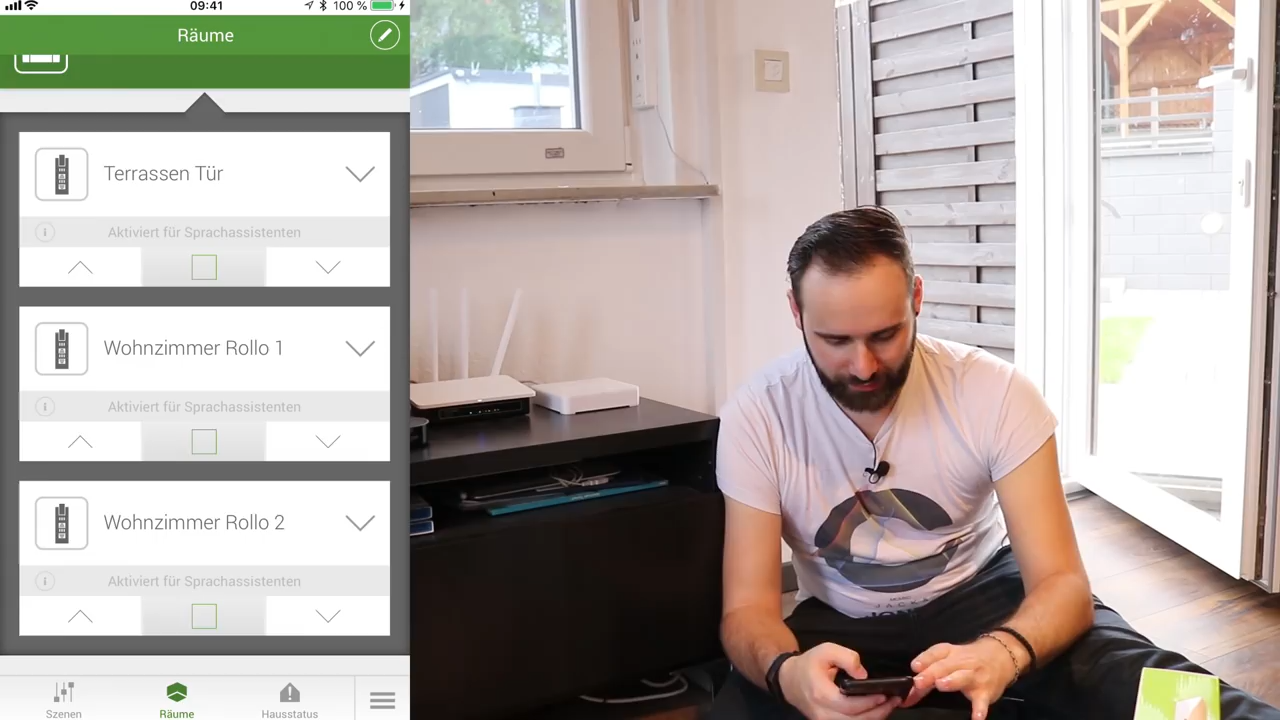 09:41
100 %
Räume
Terrassen Tür
Aktiviert für Sprachassistenten
Wohnzimmer Rollo 1
Aktiviert für Sprachassistenten
Wohnzimmer Rollo 2
Aktiviert für Sprachassistenten
Szenen
Räume
Hausstatus